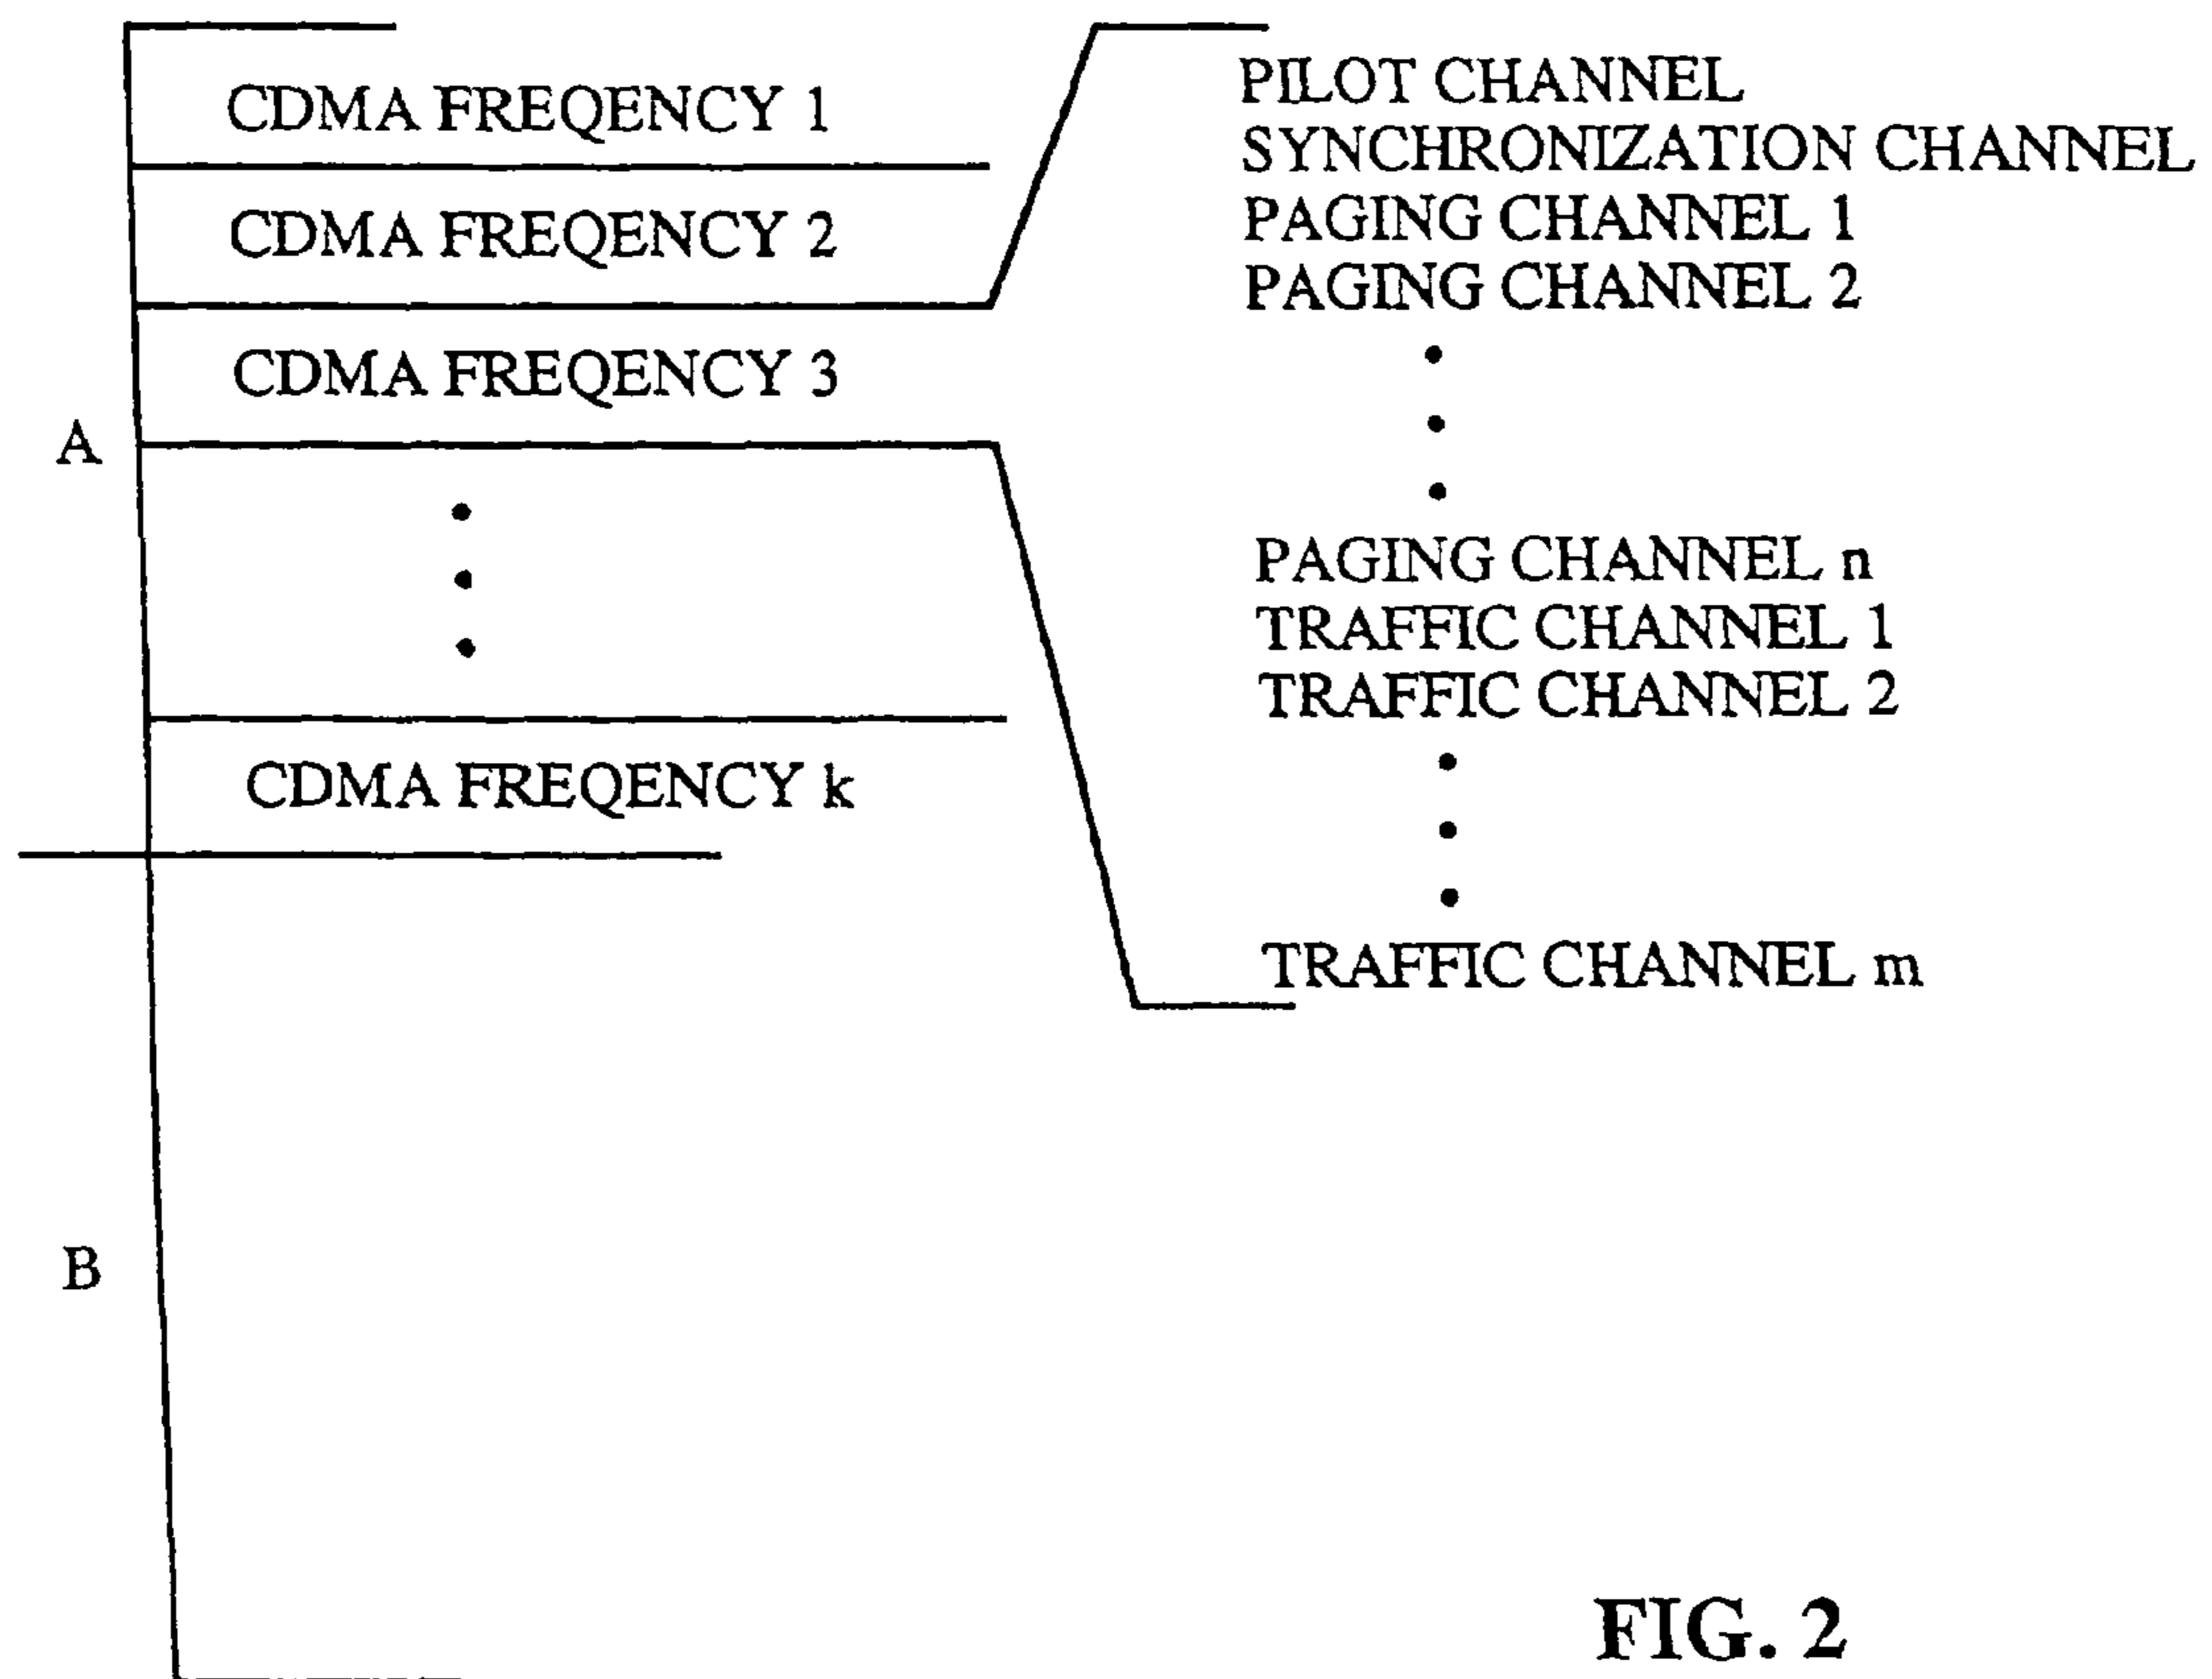 CDMA FREQENCY 1
CDMA FREQENCY 2
CDMA FREQENCY 3
A
CDMA FREQENCY k
B
PILOT CHANNEL
SYNCHRONIZATION CHANNEL
PAGING CHANNEL 1
PAGING CHANNEL 2
PAGING CHANNEL n
TRAFFIC CHANNEL 1
TRAFFIC CHANNEL 2
TRAFFIC CHANNEL m
FIG. 2